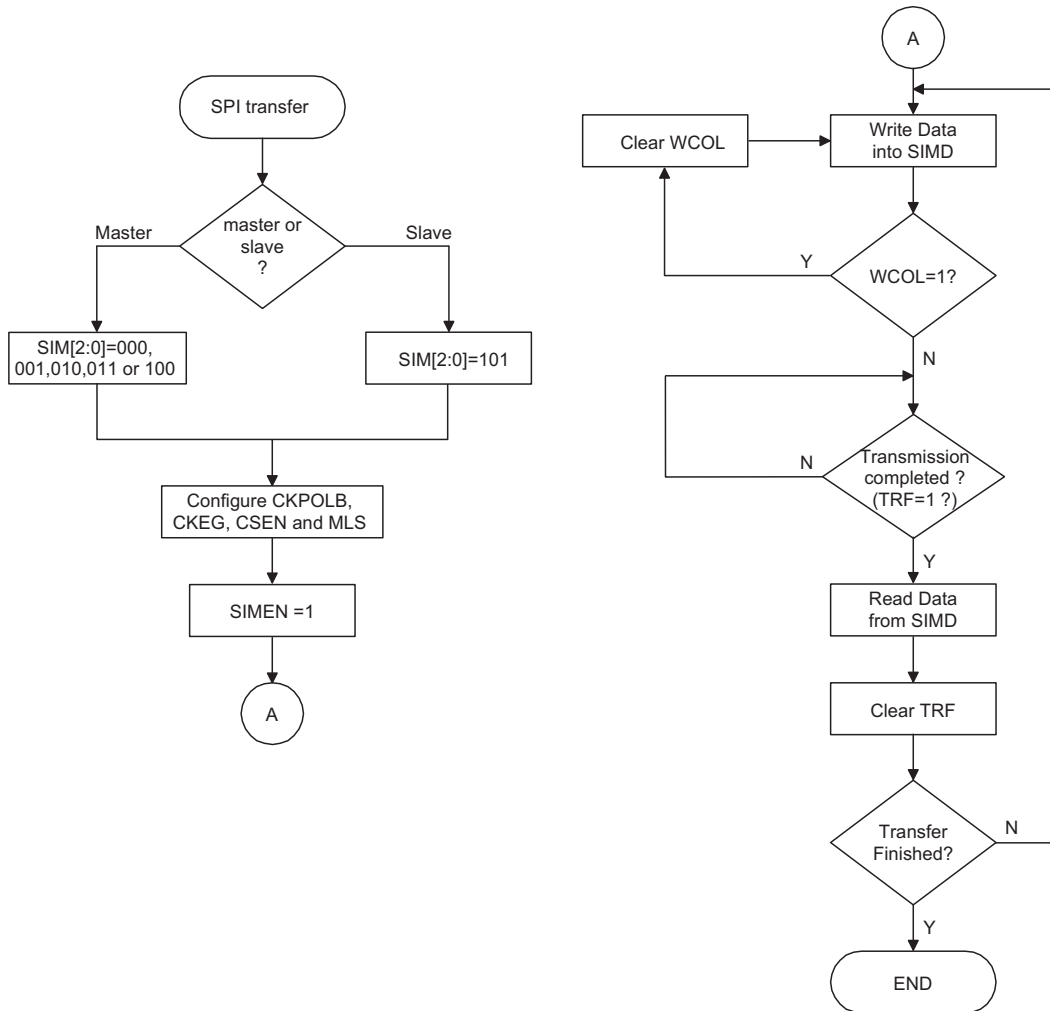 SPI transfer
master or
slave
?
Master
Slave
SIM[2:0]=000,
001,010,011 or 100
SIM[2:0]=101
Configure CKPOLB,
CKEG, CSEN and MLS
SIMEN =1
A
A
Write Data
into SIMD
Clear WCOL
WCOL=1?
Y
N
Transmission
completed ?
(TRF=1 ?)
N
Y
Read Data
from SIMD
Clear TRF
Transfer
Finished?
N
Y
END